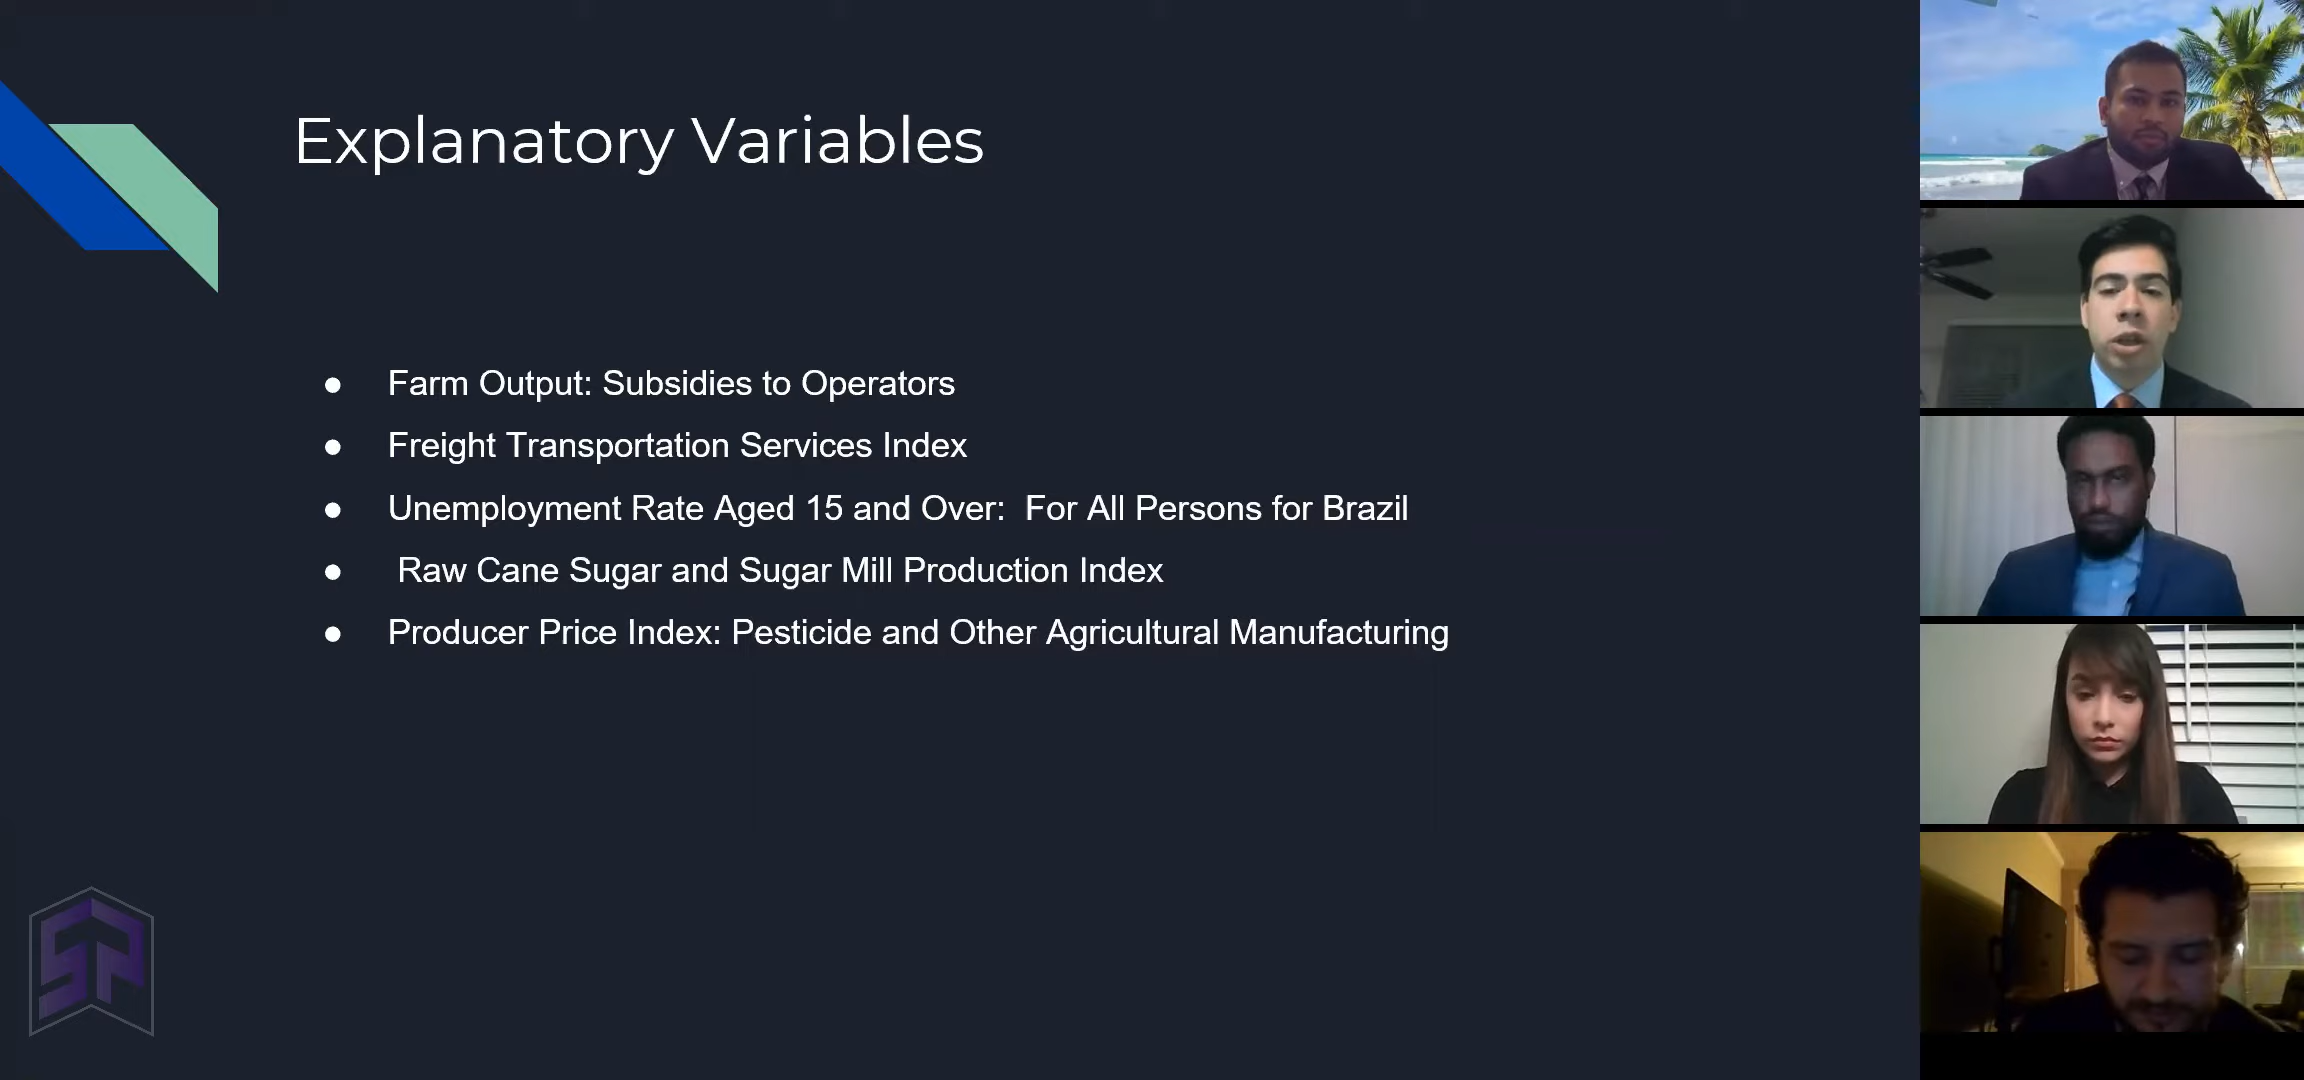 Explanatory Variables
● Farm Output: Subsidies to Operators
● Freight Transportation Services Index
● Unemployment Rate Aged 15 and Over:  For All Persons for Brazil
●  Raw Cane Sugar and Sugar Mill Production Index
● Producer Price Index: Pesticide and Other Agricultural Manufacturing
SP